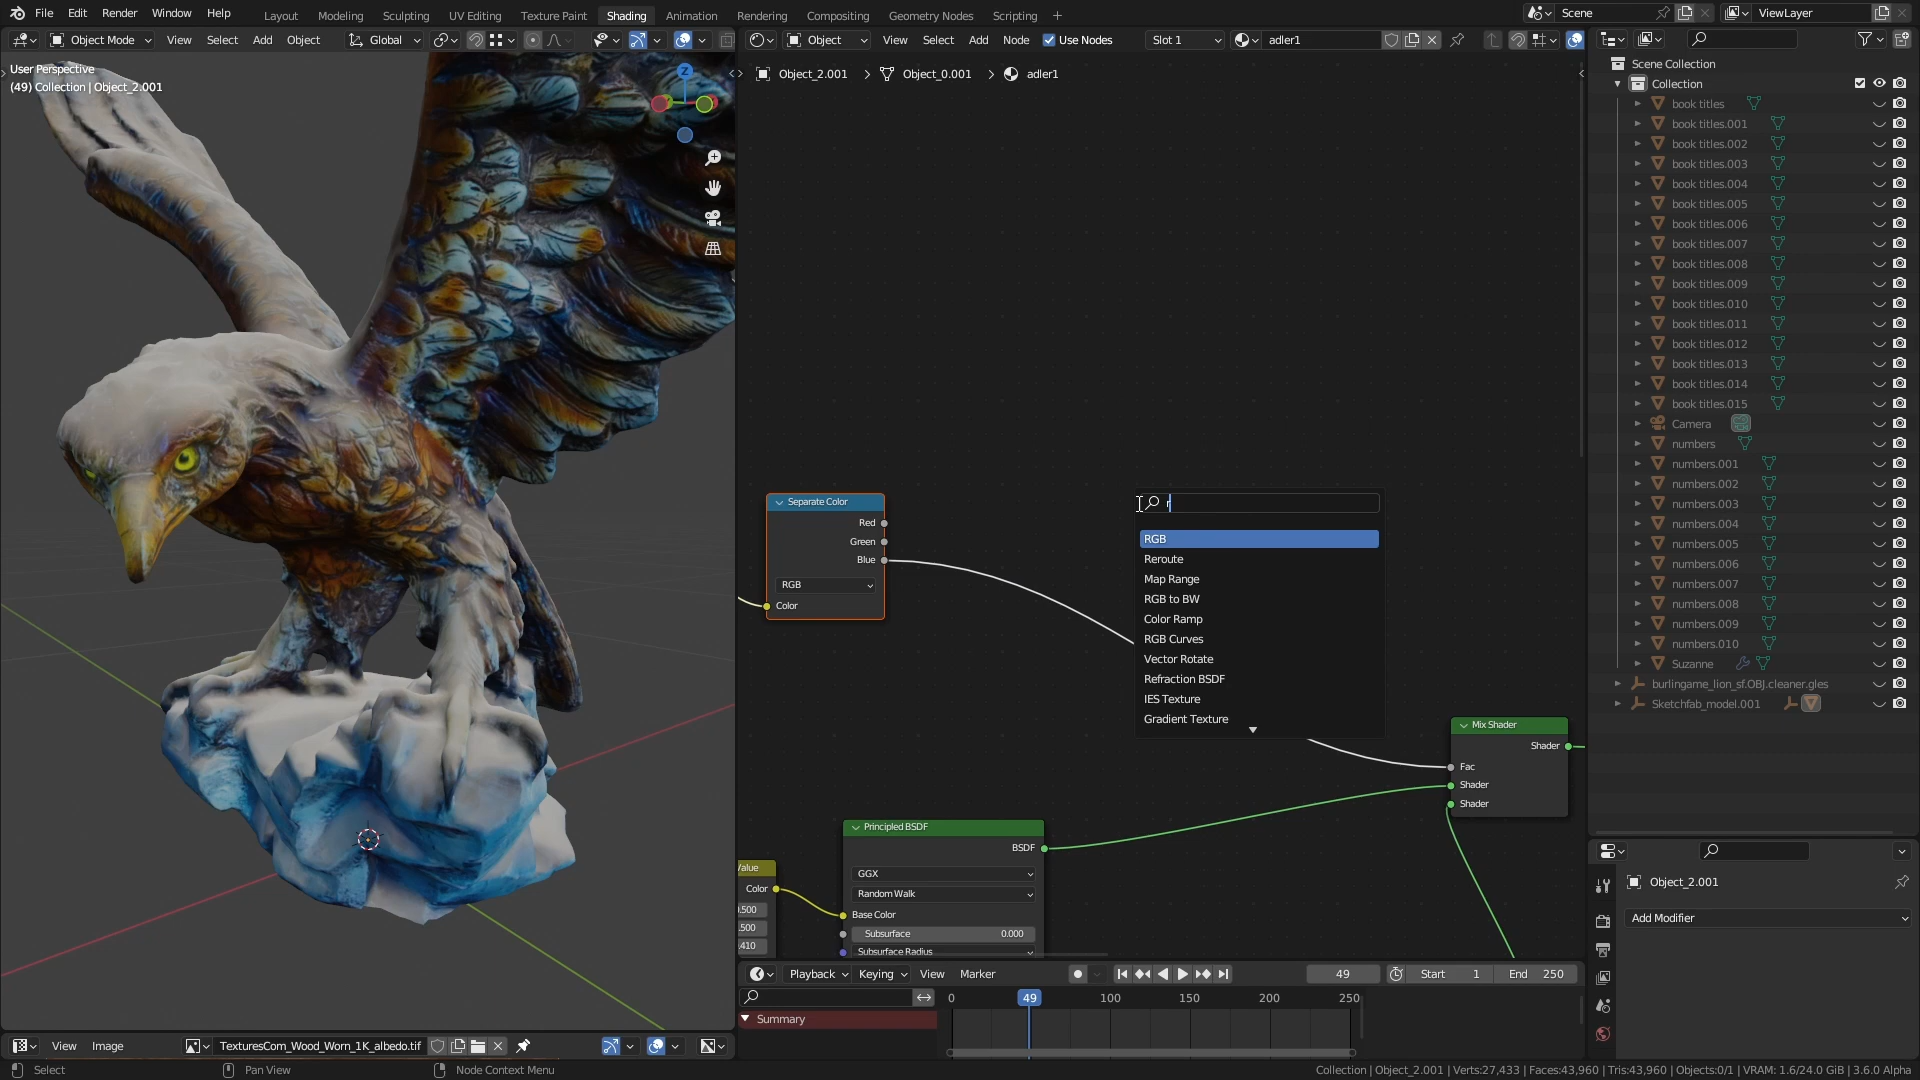 File Edit Render Window Help Layout Modeling Sculpting UV Editing Texture Paint Shading Animation Rendering Compositing Geometry Nodes Scripting + Scene ViewLayer
Object Mode View Select Add Object Global Object View Select Add Node Use Nodes Slot 1 adler1
User Perspective
(49) Collection | Object_2.001
Z
Object_2.001 > Object_0.001 > adler1
Scene Collection
Collection
book titles
book titles.001
book titles.002
book titles.003
book titles.004
book titles.005
book titles.006
book titles.007
book titles.008
book titles.009
book titles.010
book titles.011
book titles.012
book titles.013
book titles.014
book titles.015
Camera
numbers
numbers.001
numbers.002
numbers.003
numbers.004
numbers.005
numbers.006
numbers.007
numbers.008
numbers.009
numbers.010
Suzanne
burlingame_lion_sf.OBJ.cleaner.gles
Sketchfab_model.001
Separate Color
Red
Green
Blue
RGB
Color
r
RGB
Reroute
Map Range
RGB to BW
Color Ramp
RGB Curves
Vector Rotate
Refraction BSDF
IES Texture
Gradient Texture
Mix Shader
Shader
Fac
Shader
Shader
Principled BSDF
BSDF
GGX
Random Walk
Base Color
Subsurface 0.000
Subsurface Radius
Value
Color
0.500
.500
.410
Object_2.001
Add Modifier
Playback Keying View Marker 49 Start 1 End 250
0 49 100 150 200 250
Summary
View Image TexturesCom_Wood_Worn_1K_albedo.tif
Select Pan View Node Context Menu Collection | Object_2.001 | Verts:27,433 | Faces:43,960 | Tris:43,960 | Objects:0/1 | VRAM: 1.6/24.0 GiB | 3.6.0 Alpha